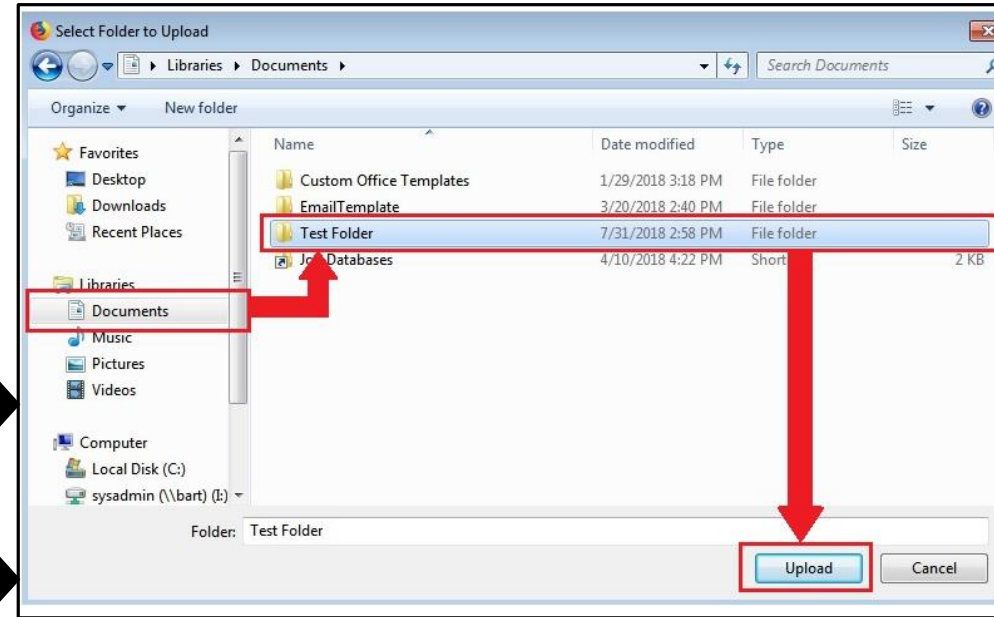 Select Folder to Upload
Libraries Documents Search Documents
Organize New folder
Name Date modified Type Size
Favorites
Desktop
Downloads
Recent Places
Libraries
Documents
Music
Pictures
Videos
Computer
Local Disk (C:)
sysadmin (\\bart) (I:)
Custom Office Templates 1/29/2018 3:18 PM File folder
EmailTemplate 3/20/2018 2:40 PM File folder
Test Folder 7/31/2018 2:58 PM File folder
Databases 4/10/2018 4:22 PM 2 KB
Folder: Test Folder
Upload Cancel